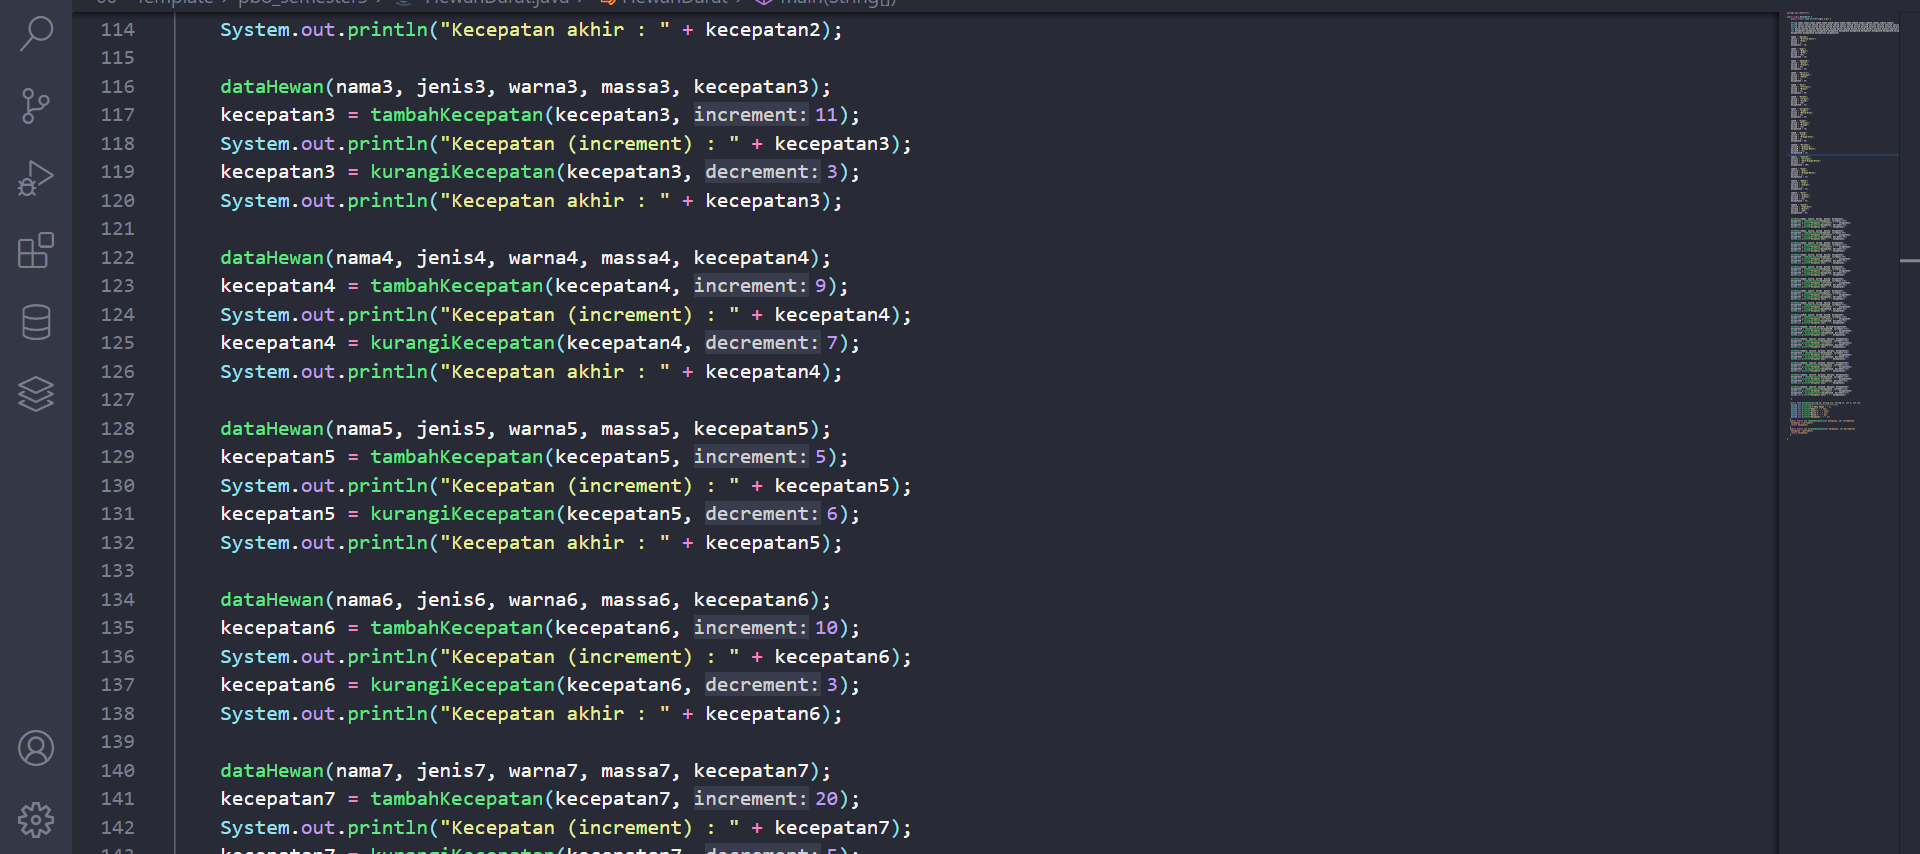 114 System.out.println("Kecepatan akhir : " + kecepatan2);
115
116 dataHewan(nama3, jenis3, warna3, massa3, kecepatan3);
117 kecepatan3 = tambahKecepatan(kecepatan3, increment: 11);
118 System.out.println("Kecepatan (increment) : " + kecepatan3);
119 kecepatan3 = kurangiKecepatan(kecepatan3, decrement: 3);
120 System.out.println("Kecepatan akhir : " + kecepatan3);
121
122 dataHewan(nama4, jenis4, warna4, massa4, kecepatan4);
123 kecepatan4 = tambahKecepatan(kecepatan4, increment: 9);
124 System.out.println("Kecepatan (increment) : " + kecepatan4);
125 kecepatan4 = kurangiKecepatan(kecepatan4, decrement: 7);
126 System.out.println("Kecepatan akhir : " + kecepatan4);
127
128 dataHewan(nama5, jenis5, warna5, massa5, kecepatan5);
129 kecepatan5 = tambahKecepatan(kecepatan5, increment: 5);
130 System.out.println("Kecepatan (increment) : " + kecepatan5);
131 kecepatan5 = kurangiKecepatan(kecepatan5, decrement: 6);
132 System.out.println("Kecepatan akhir : " + kecepatan5);
133
134 dataHewan(nama6, jenis6, warna6, massa6, kecepatan6);
135 kecepatan6 = tambahKecepatan(kecepatan6, increment: 10);
136 System.out.println("Kecepatan (increment) : " + kecepatan6);
137 kecepatan6 = kurangiKecepatan(kecepatan6, decrement: 3);
138 System.out.println("Kecepatan akhir : " + kecepatan6);
139
140 dataHewan(nama7, jenis7, warna7, massa7, kecepatan7);
141 kecepatan7 = tambahKecepatan(kecepatan7, increment: 20);
142 System.out.println("Kecepatan (increment) : " + kecepatan7);